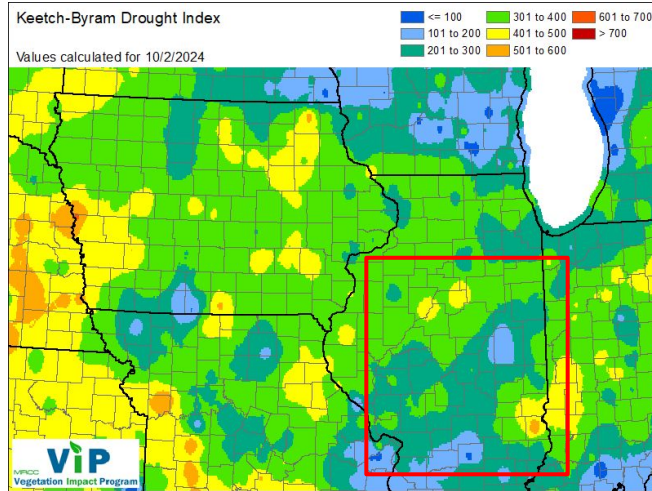 Keetch-Byram Drought Index
Values calculated for 10/2/2024
<= 100
301 to 400
601 to 700
101 to 200
401 to 500
> 700
201 to 300
501 to 600
MRCC
ViP
Vegetation Impact Program